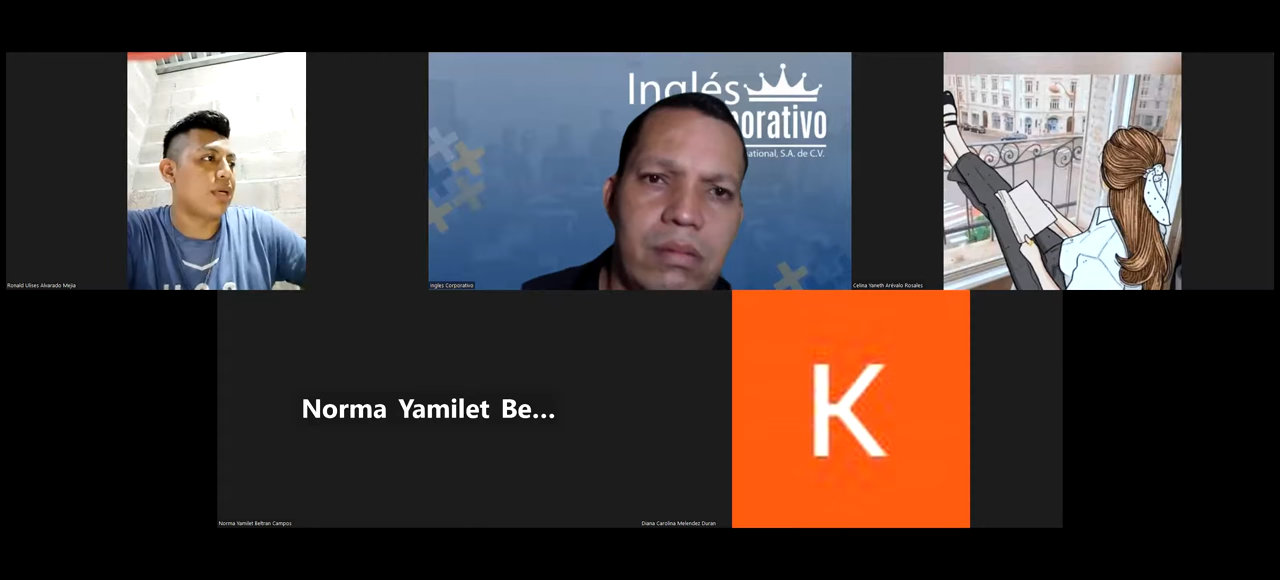 Inglés
porativo
ational, S.A. de C.V.
Ronald Ulises Alvarado Mejia
Ingles Corporativo
Celina Yaneth Arévalo Rosales
Norma Yamilet Be...
K
Norma Yamilet Beltran Campos
Diana Carolina Melendez Duran